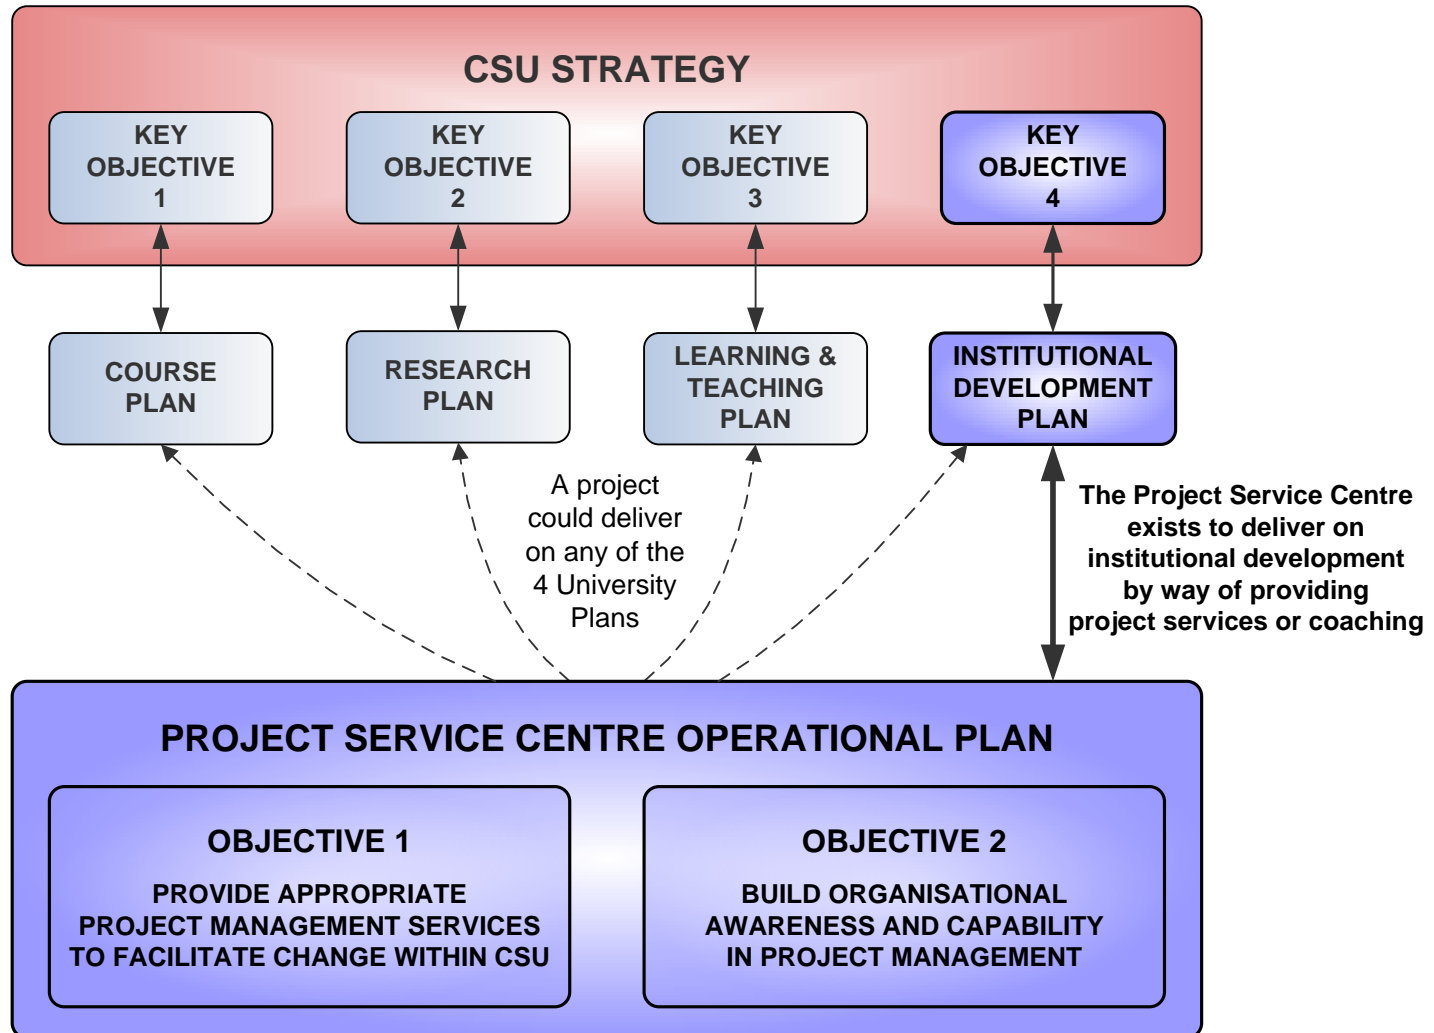 CSU STRATEGY
KEY
OBJECTIVE
1
KEY
OBJECTIVE
2
KEY
OBJECTIVE
3
KEY
OBJECTIVE
4
COURSE
PLAN
RESEARCH
PLAN
LEARNING &
TEACHING
PLAN
INSTITUTIONAL
DEVELOPMENT
PLAN
A project
could deliver
on any of the
4 University
Plans
The Project Service Centre
exists to deliver on
institutional development
by way of providing
project services or coaching
PROJECT SERVICE CENTRE OPERATIONAL PLAN
OBJECTIVE 1
PROVIDE APPROPRIATE
PROJECT MANAGEMENT SERVICES
TO FACILITATE CHANGE WITHIN CSU
OBJECTIVE 2
BUILD ORGANISATIONAL
AWARENESS AND CAPABILITY
IN PROJECT MANAGEMENT